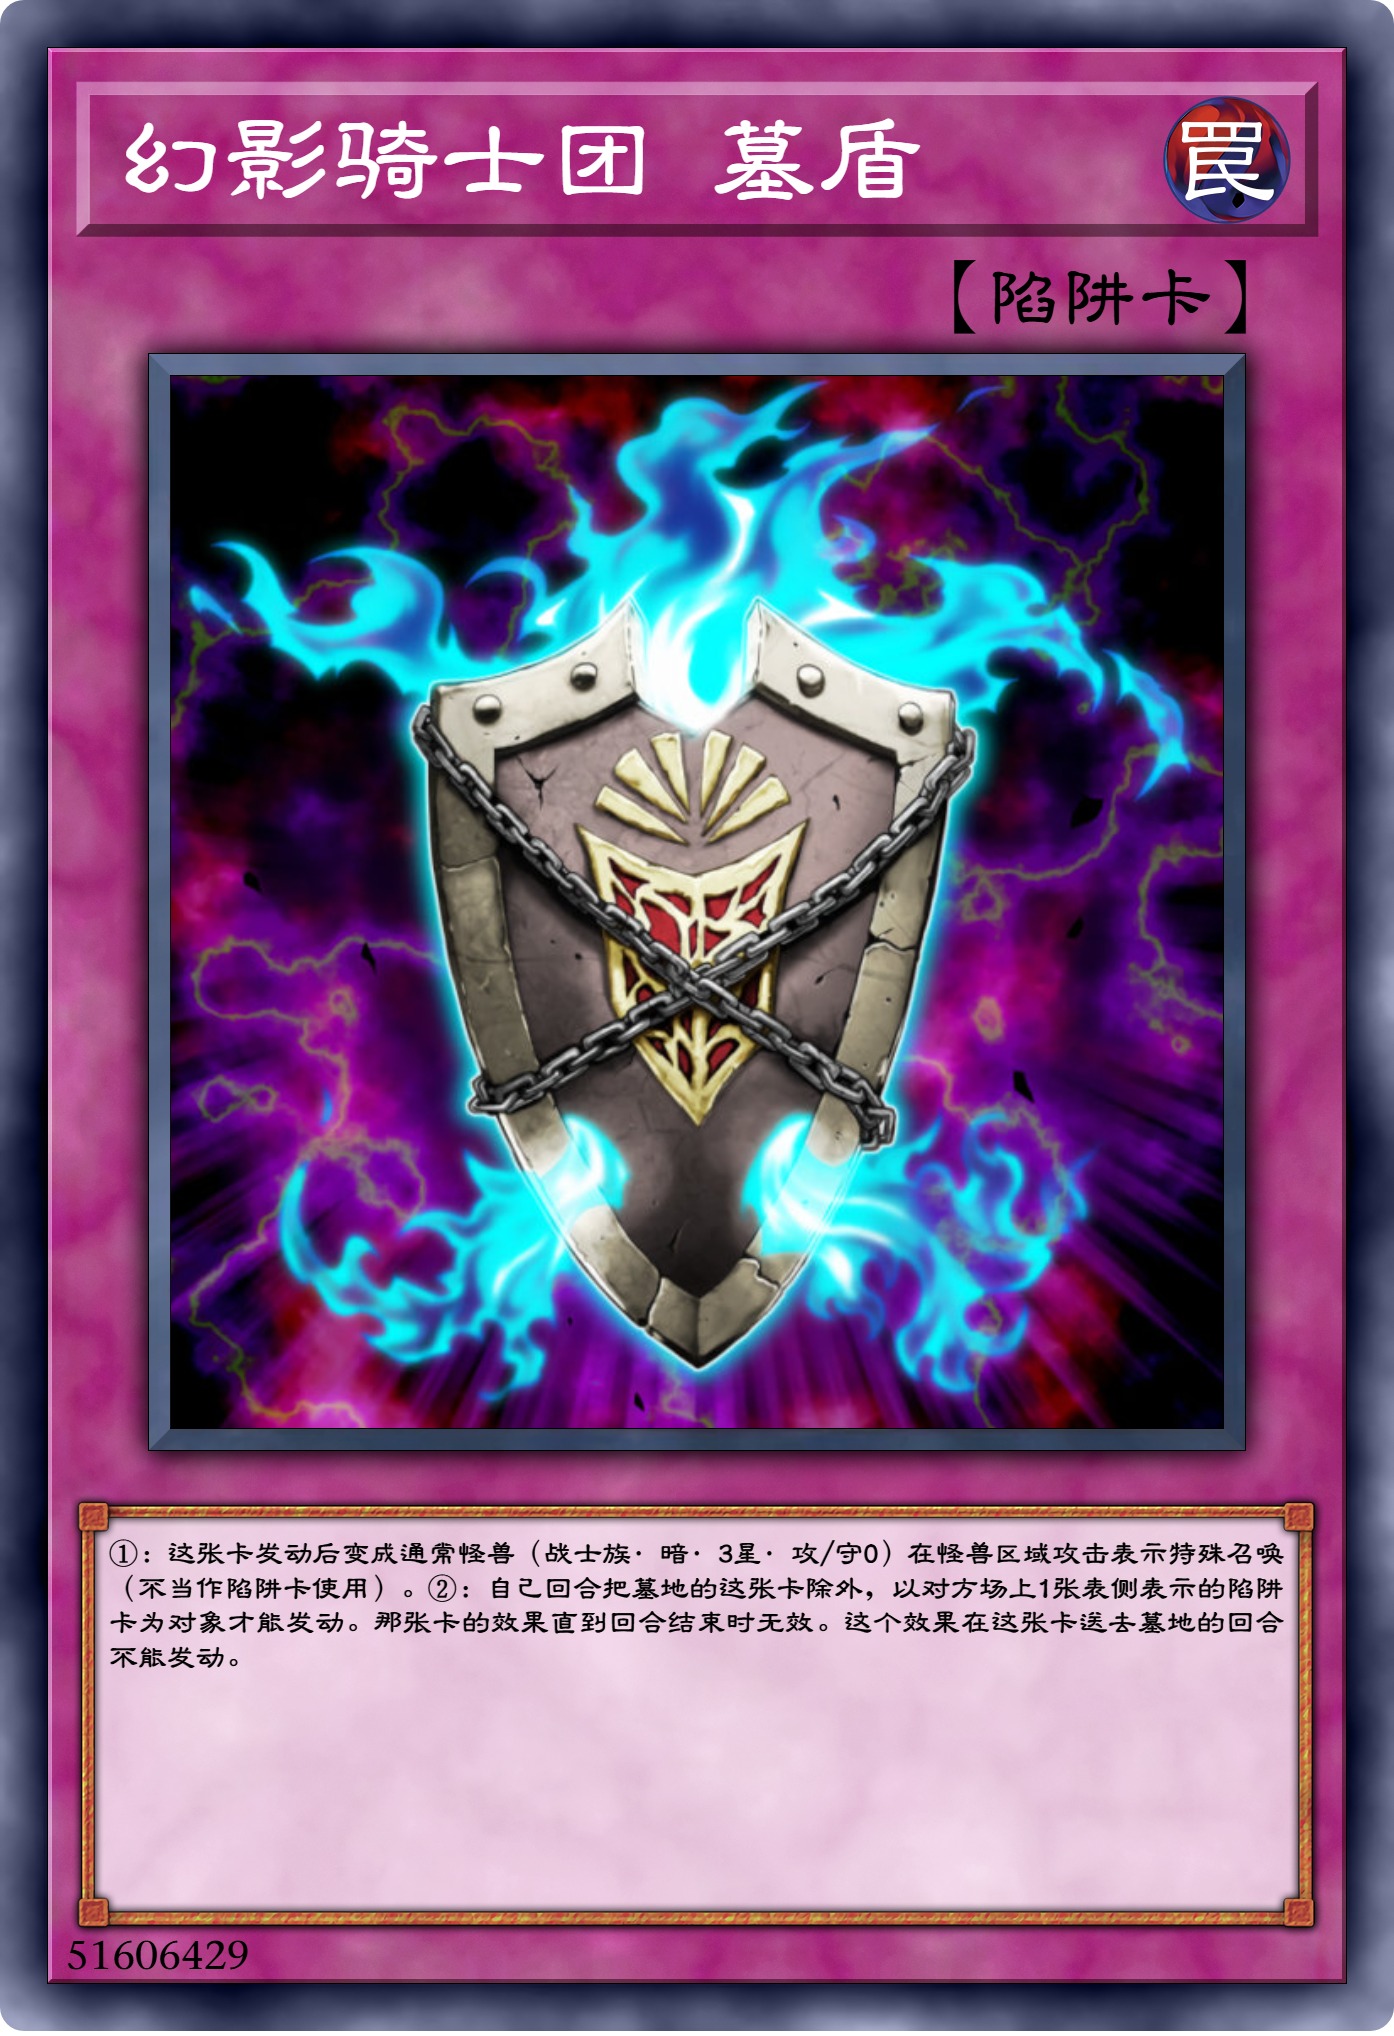 幻影骑士团 墓盾
罠
【陷阱卡】
①：这张卡发动后变成通常怪兽（战士族·暗·3星·攻/守0）在怪兽区域攻击表示特殊召唤
（不当作陷阱卡使用）。②：自己回合把墓地的这张卡除外，以对方场上1张表侧表示的陷阱
卡为对象才能发动。那张卡的效果直到回合结束时无效。这个效果在这张卡送去墓地的回合
不能发动。
51606429